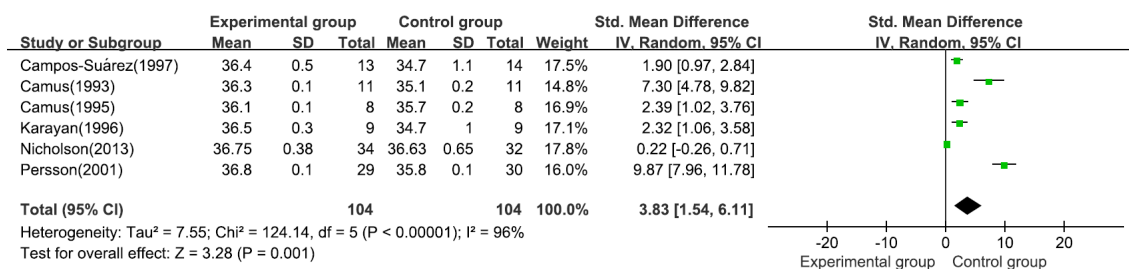 Experimental group Control group Std. Mean Difference Std. Mean Difference
Study or Subgroup Mean SD Total Mean SD Total Weight IV, Random, 95% CI IV, Random, 95% CI
Campos-Suárez(1997) 36.4 0.5 13 34.7 1.1 14 17.5% 1.90 [0.97, 2.84]
Camus(1993) 36.3 0.1 11 35.1 0.2 11 14.8% 7.30 [4.78, 9.82]
Camus(1995) 36.1 0.1 8 35.7 0.2 8 16.9% 2.39 [1.02, 3.76]
Karayan(1996) 36.5 0.3 9 34.7 1 9 17.1% 2.32 [1.06, 3.58]
Nicholson(2013) 36.75 0.38 34 36.63 0.65 32 17.8% 0.22 [-0.26, 0.71]
Persson(2001) 36.8 0.1 29 35.8 0.1 30 16.0% 9.87 [7.96, 11.78]
Total (95% CI) 104 104 100.0% 3.83 [1.54, 6.11]
Heterogeneity: Tau² = 7.55; Chi² = 124.14, df = 5 (P < 0.00001); I² = 96%
Test for overall effect: Z = 3.28 (P = 0.001)
-20 -10 0 10 20
Experimental group Control group